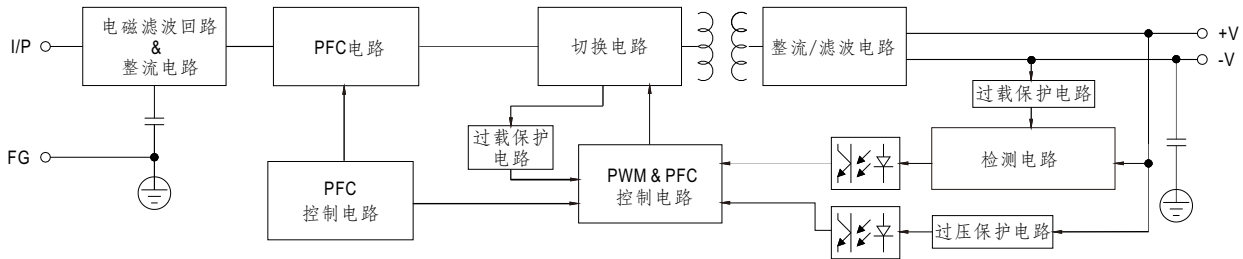 I/P
电磁滤波回路
&
整流电路
PFC电路
切换电路
整流/滤波电路
+V
-V
过载保护电路
FG
过载保护
电路
检测电路
PFC
控制电路
PWM & PFC
控制电路
过压保护电路